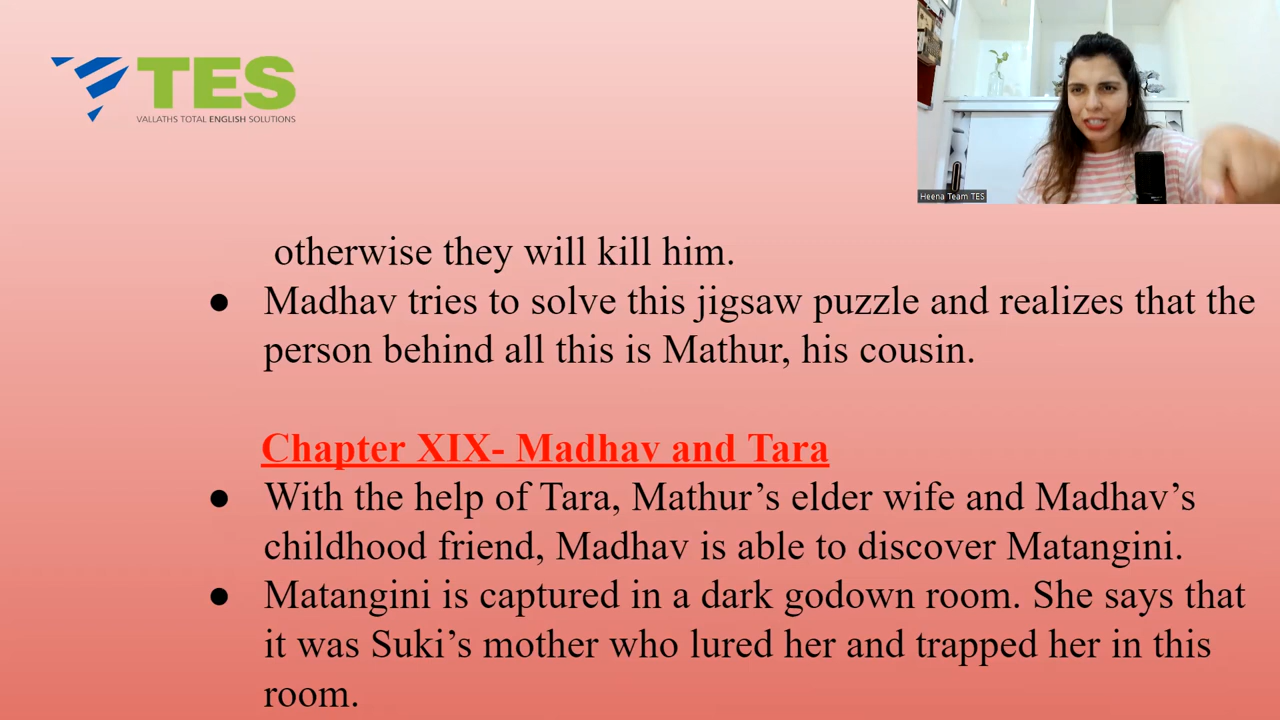 TES
VALLATHS TOTAL ENGLISH SOLUTIONS
Heena Team TES
otherwise they will kill him.
● Madhav tries to solve this jigsaw puzzle and realizes that the
person behind all this is Mathur, his cousin.
Chapter XIX- Madhav and Tara
● With the help of Tara, Mathur’s elder wife and Madhav’s
childhood friend, Madhav is able to discover Matangini.
● Matangini is captured in a dark godown room. She says that
it was Suki’s mother who lured her and trapped her in this
room.